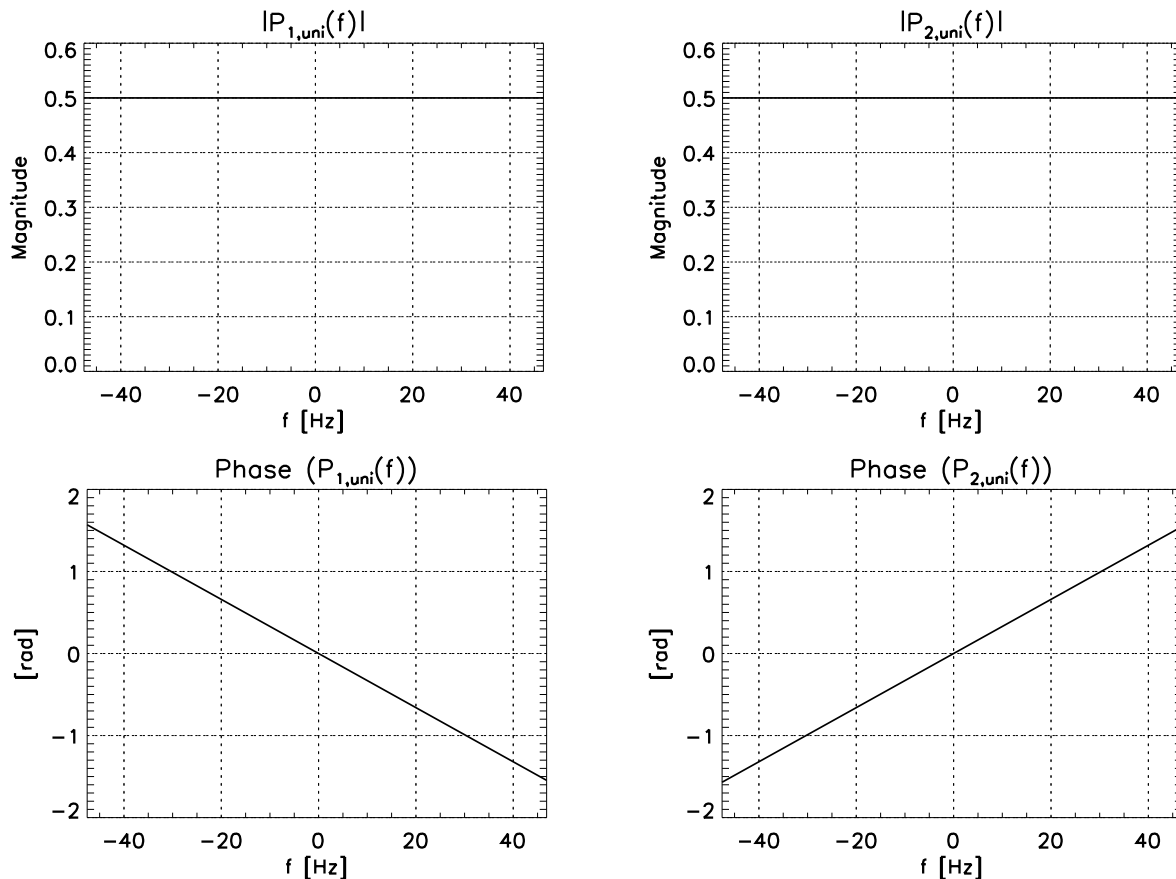 |P1,uni(f)|
0.6
0.5
0.4
0.3
0.2
0.1
0.0
Magnitude
−40 −20 0 20 40
f [Hz]
|P2,uni(f)|
0.6
0.5
0.4
0.3
0.2
0.1
0.0
Magnitude
−40 −20 0 20 40
f [Hz]
Phase (P1,uni(f))
2
1
0
−1
−2
[rad]
−40 −20 0 20 40
f [Hz]
Phase (P2,uni(f))
2
1
0
−1
−2
[rad]
−40 −20 0 20 40
f [Hz]